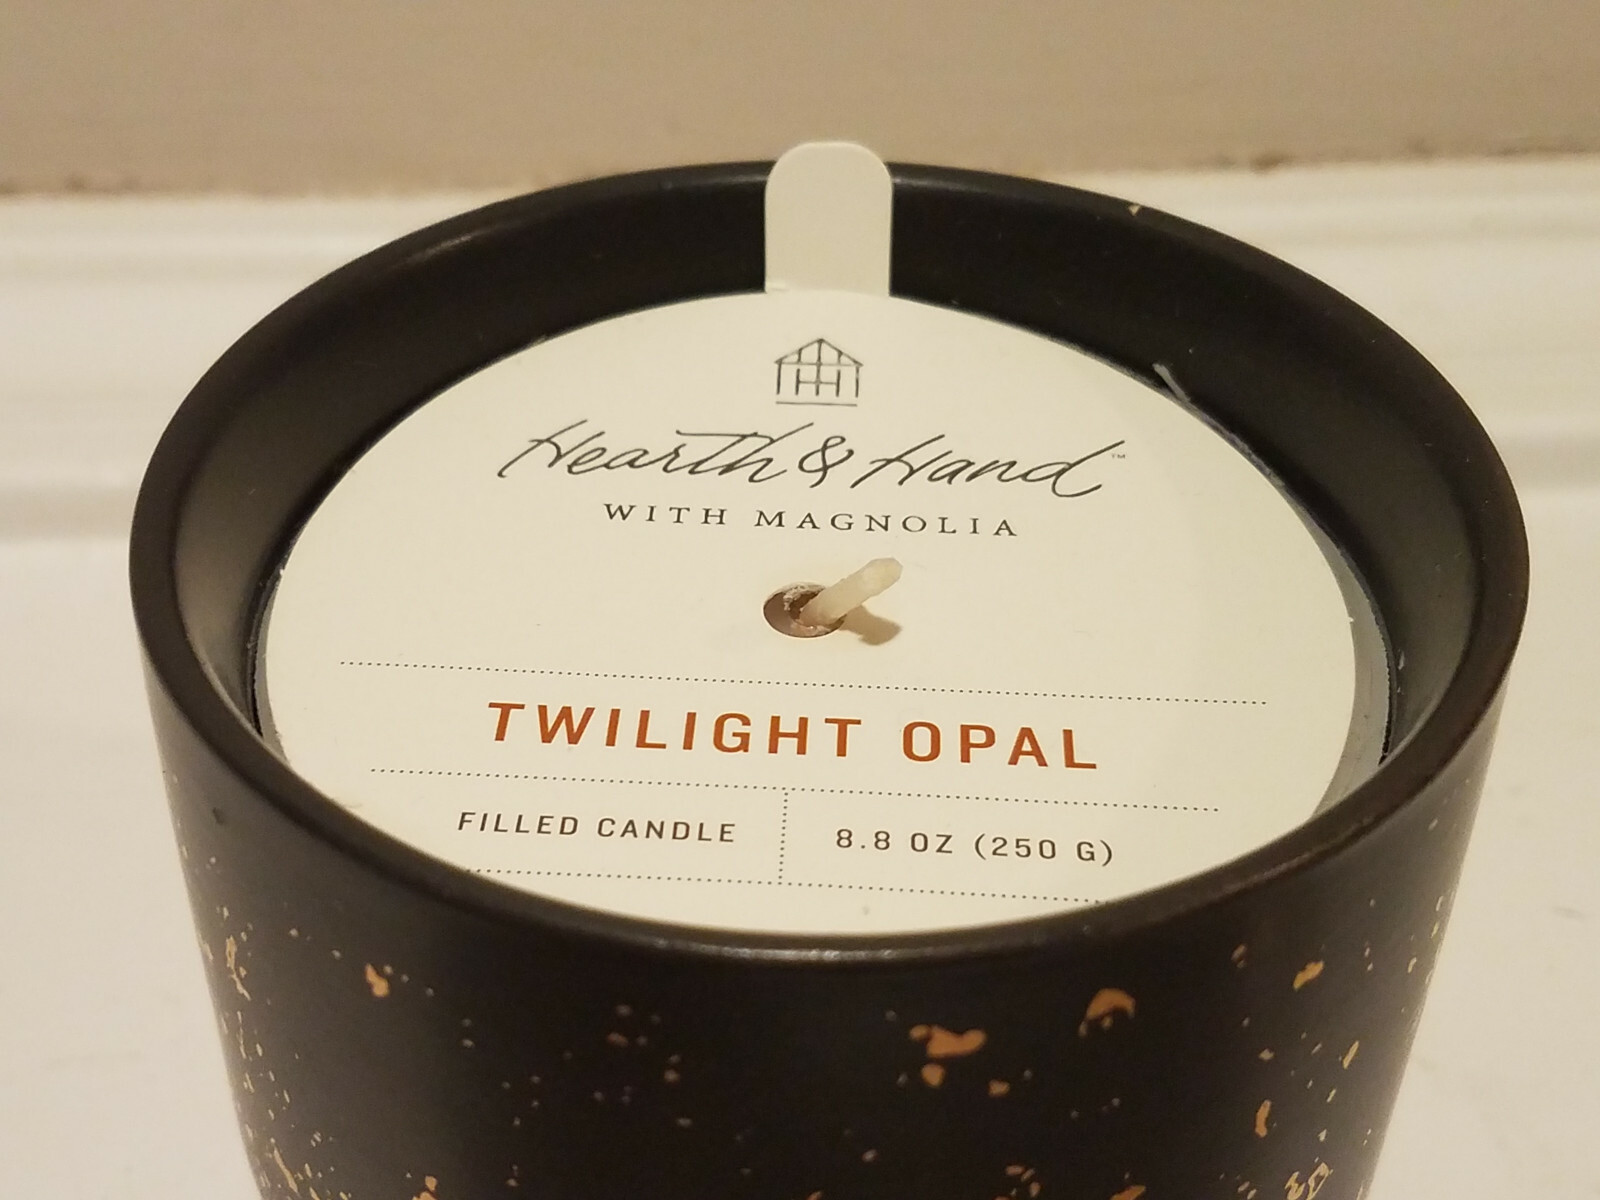 Hearth & Hand™
WITH MAGNOLIA
TWILIGHT OPAL
FILLED CANDLE
8.8 OZ (250 G)